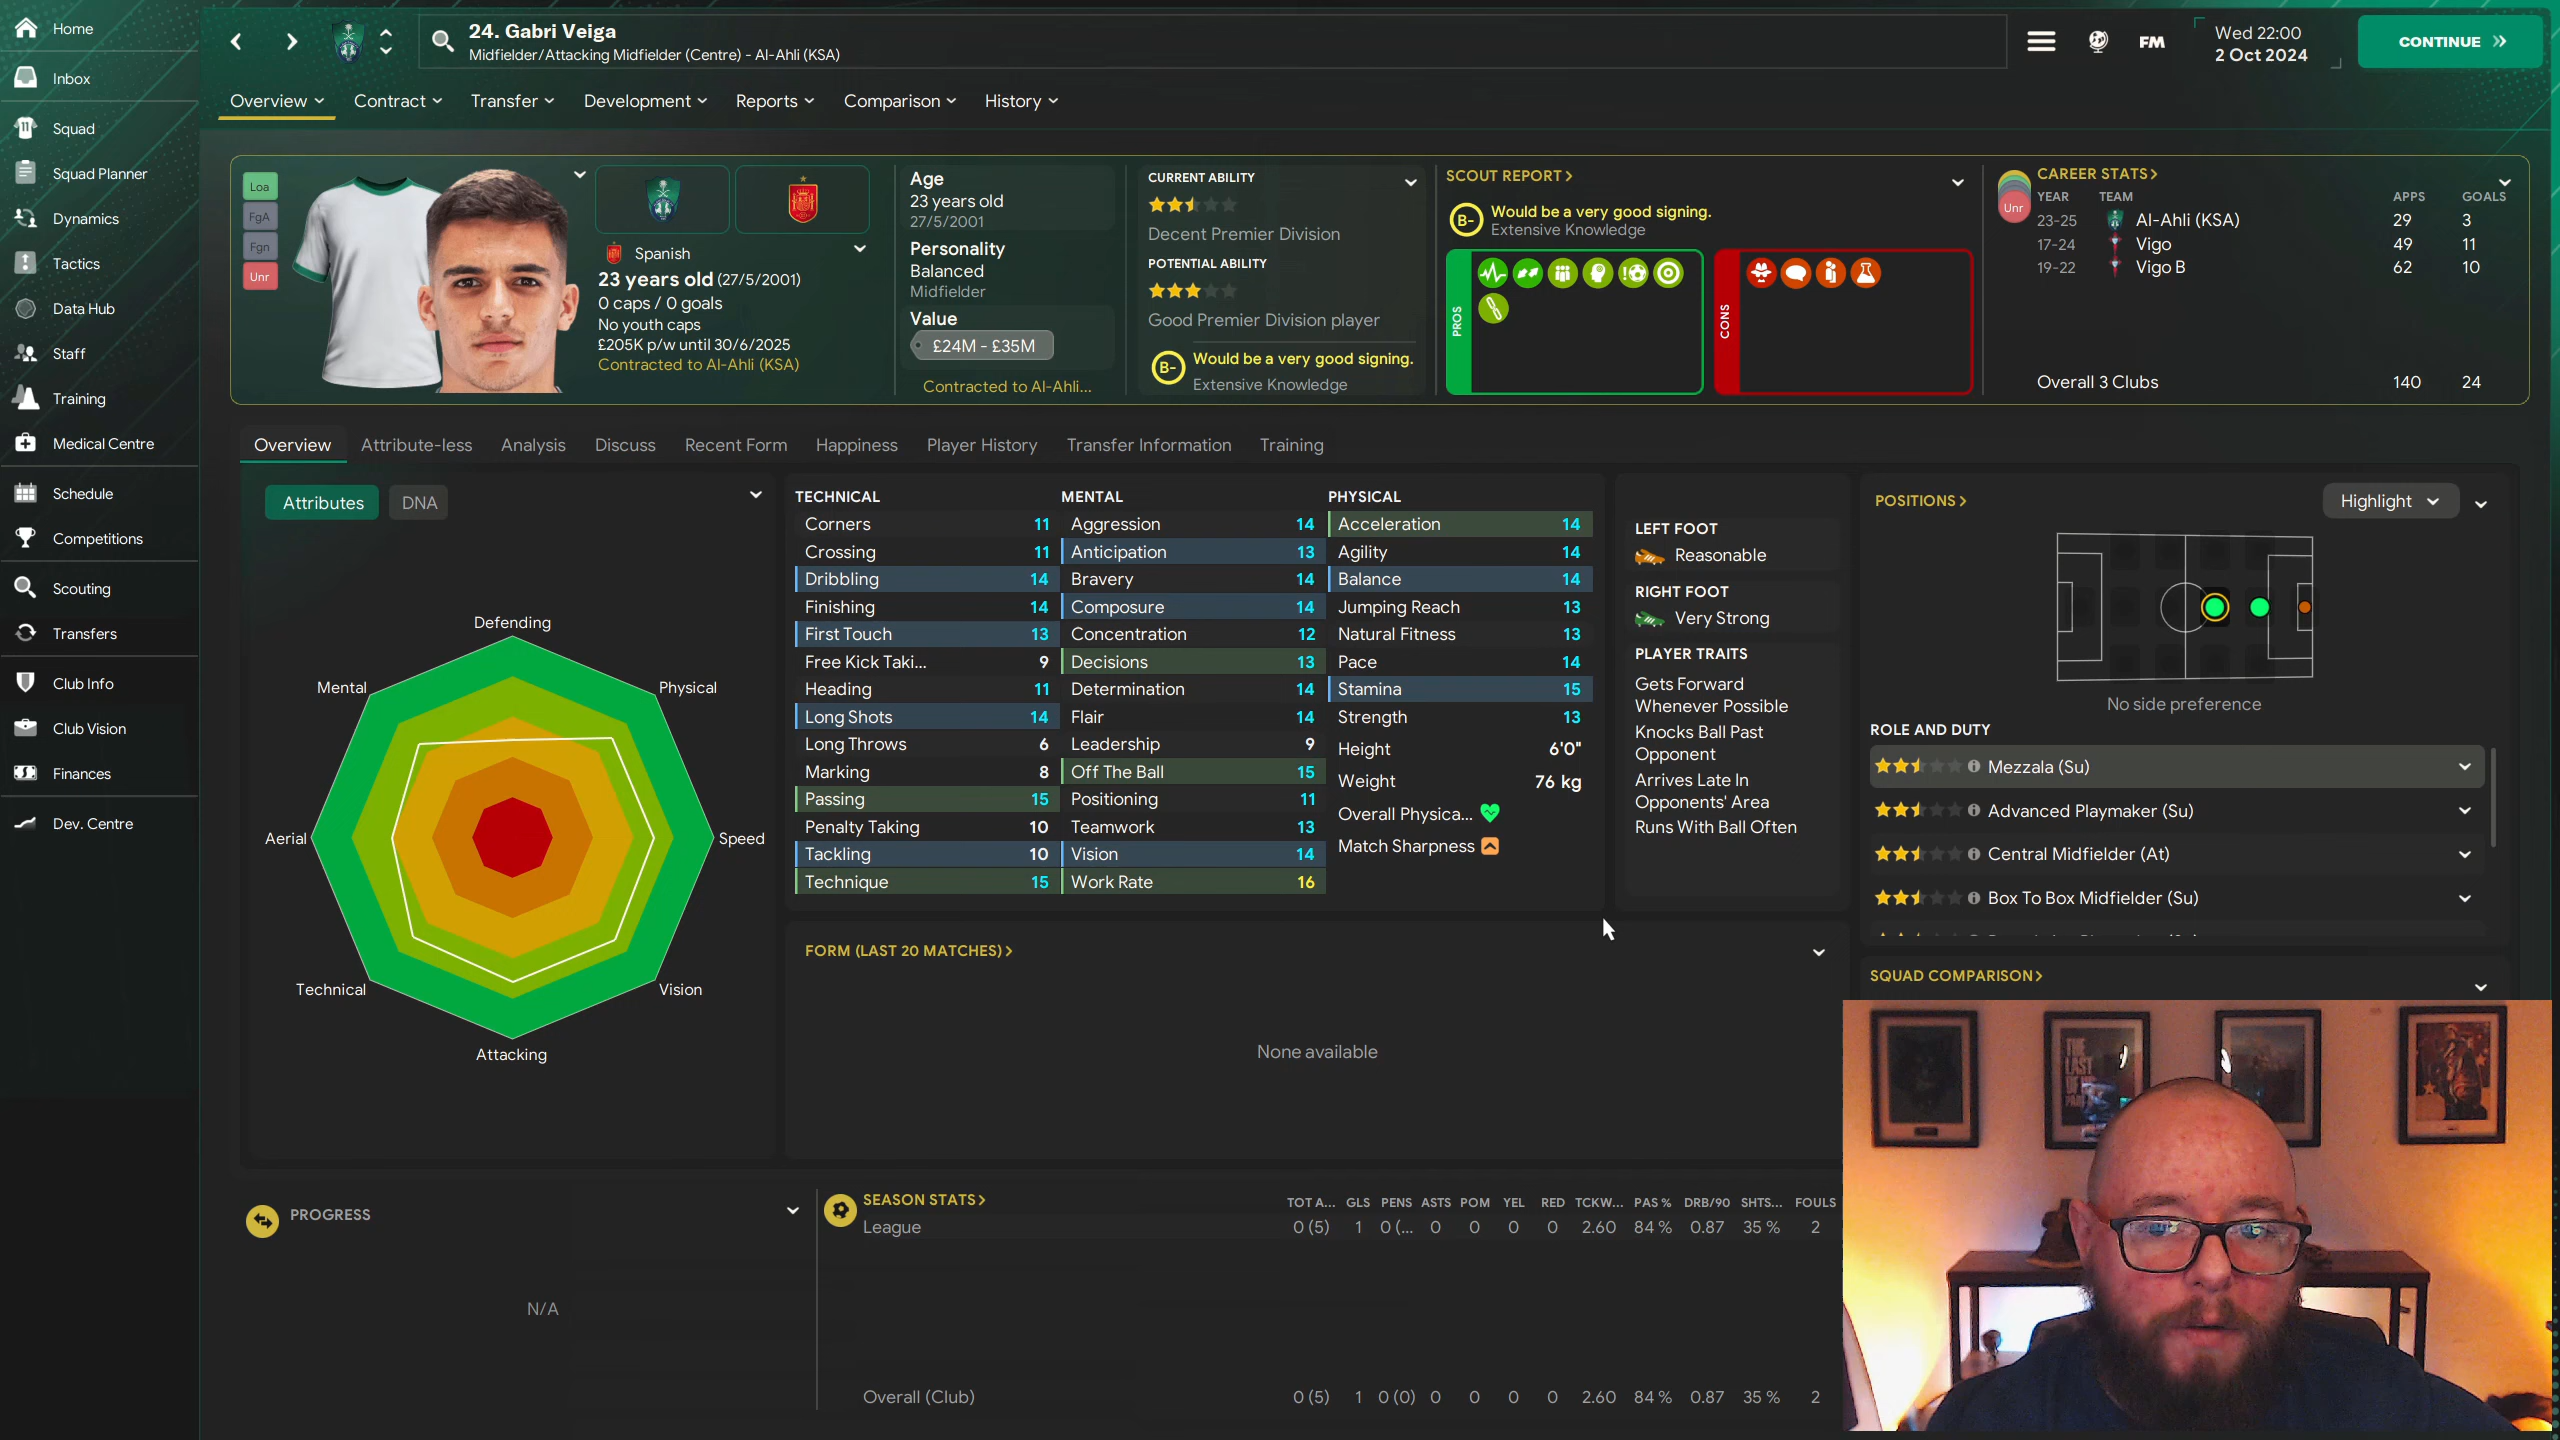 Home
Inbox
Squad
Squad Planner
Dynamics
Tactics
Data Hub
Staff
Training
Medical Centre
Schedule
Competitions
Scouting
Transfers
Club Info
Club Vision
Finances
Dev. Centre
24. Gabri Veiga
Midfielder/Attacking Midfielder (Centre) - Al-Ahli (KSA)
FM
Wed 22:00
2 Oct 2024
CONTINUE
Overview Contract Transfer Development Reports Comparison History
Loa
FgA
Fgn
Unr
Spanish
23 years old (27/5/2001)
0 caps / 0 goals
No youth caps
£205K p/w until 30/6/2025
Contracted to Al-Ahli (KSA)
Age
23 years old
27/5/2001
Personality
Balanced
Midfielder
Value
£24M - £35M
Contracted to Al-Ahli...
CURRENT ABILITY
Decent Premier Division
POTENTIAL ABILITY
Good Premier Division player
B- Would be a very good signing.
Extensive Knowledge
SCOUT REPORT
B- Would be a very good signing.
Extensive Knowledge
PROS
CONS
Unr
CAREER STATS
YEAR TEAM APPS GOALS
23-25 Al-Ahli (KSA) 29 3
17-24 Vigo 49 11
19-22 Vigo B 62 10
Overall 3 Clubs 140 24
Overview Attribute-less Analysis Discuss Recent Form Happiness Player History Transfer Information Training
Attributes DNA
Defending
Mental Physical
Aerial Speed
Technical Vision
Attacking
TECHNICAL
Corners 11
Crossing 11
Dribbling 14
Finishing 14
First Touch 13
Free Kick Taki... 9
Heading 11
Long Shots 14
Long Throws 6
Marking 8
Passing 15
Penalty Taking 10
Tackling 10
Technique 15
MENTAL
Aggression 14
Anticipation 13
Bravery 14
Composure 14
Concentration 12
Decisions 13
Determination 14
Flair 14
Leadership 9
Off The Ball 15
Positioning 11
Teamwork 13
Vision 14
Work Rate 16
PHYSICAL
Acceleration 14
Agility 14
Balance 14
Jumping Reach 13
Natural Fitness 13
Pace 14
Stamina 15
Strength 13
Height 6'0"
Weight 76 kg
Overall Physica...
Match Sharpness
LEFT FOOT
Reasonable
RIGHT FOOT
Very Strong
PLAYER TRAITS
Gets Forward
Whenever Possible
Knocks Ball Past
Opponent
Arrives Late In
Opponents' Area
Runs With Ball Often
POSITIONS
Highlight
No side preference
ROLE AND DUTY
Mezzala (Su)
Advanced Playmaker (Su)
Central Midfielder (At)
Box To Box Midfielder (Su)
SQUAD COMPARISON
FORM (LAST 20 MATCHES)
None available
PROGRESS
N/A
SEASON STATS
TOT A... GLS PENS ASTS POM YEL RED TCKW... PAS % DRB/90 SHTS... FOULS
League 0 (5) 1 0 (... 0 0 0 0 2.60 84 % 0.87 35 % 2
Overall (Club) 0 (5) 1 0 (0) 0 0 0 0 2.60 84 % 0.87 35 % 2
THE
LAST
OF